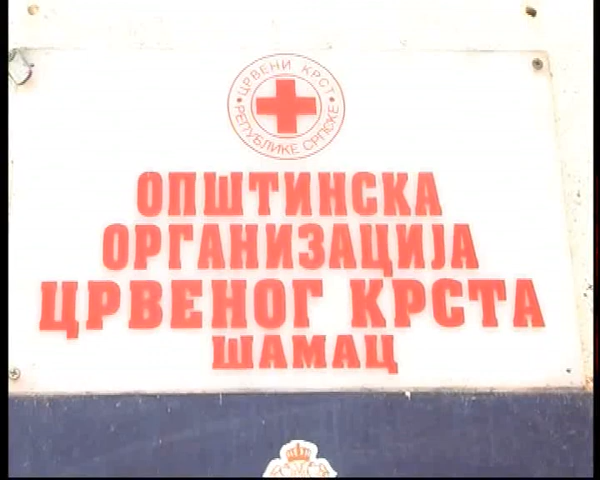 ЦРВЕНИ КРСТ
РЕПУБЛИКЕ СРПСКЕ
ОПШТИНСКА
ОРГАНИЗАЦИЈА
ЦРВЕНОГ КРСТА
ШАМАЦ